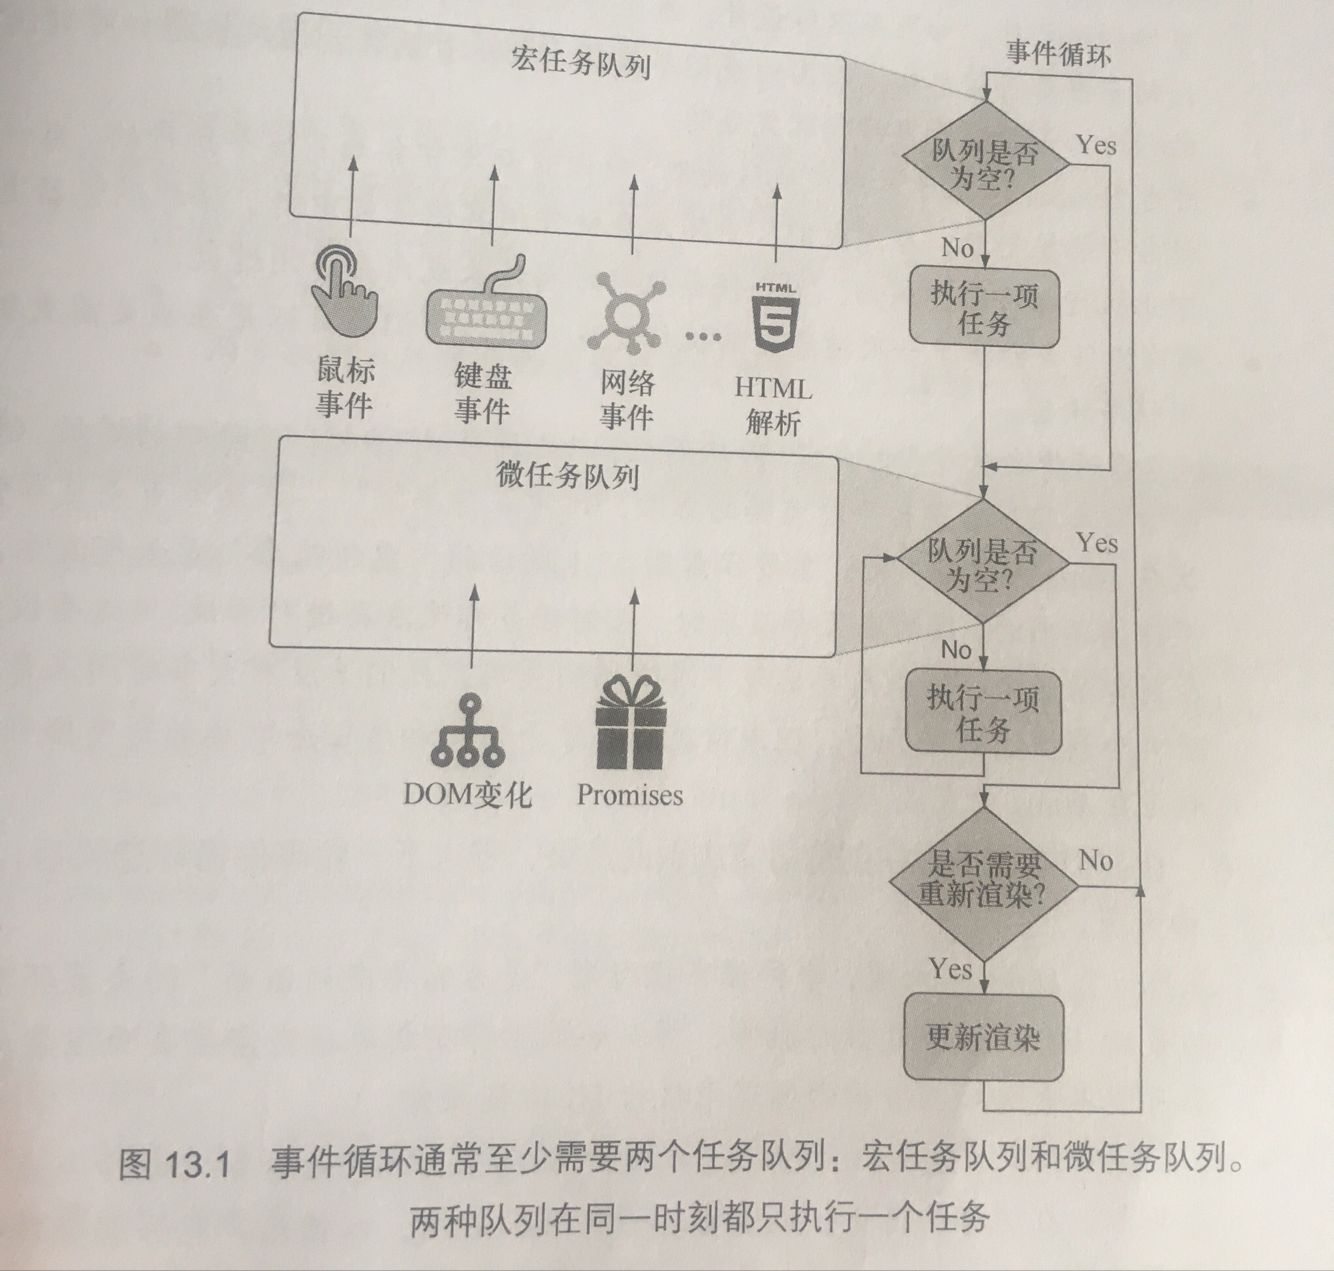 宏任务队列
鼠标
事件
键盘
事件
网络
事件
...
HTML
5
HTML
解析
微任务队列
DOM变化
Promises
事件循环
队列是否
为空?
Yes
No
执行一项
任务
队列是否
为空?
Yes
No
执行一项
任务
是否需要
重新渲染?
No
Yes
更新渲染
图 13.1 事件循环通常至少需要两个任务队列：宏任务队列和微任务队列。
两种队列在同一时刻都只执行一个任务